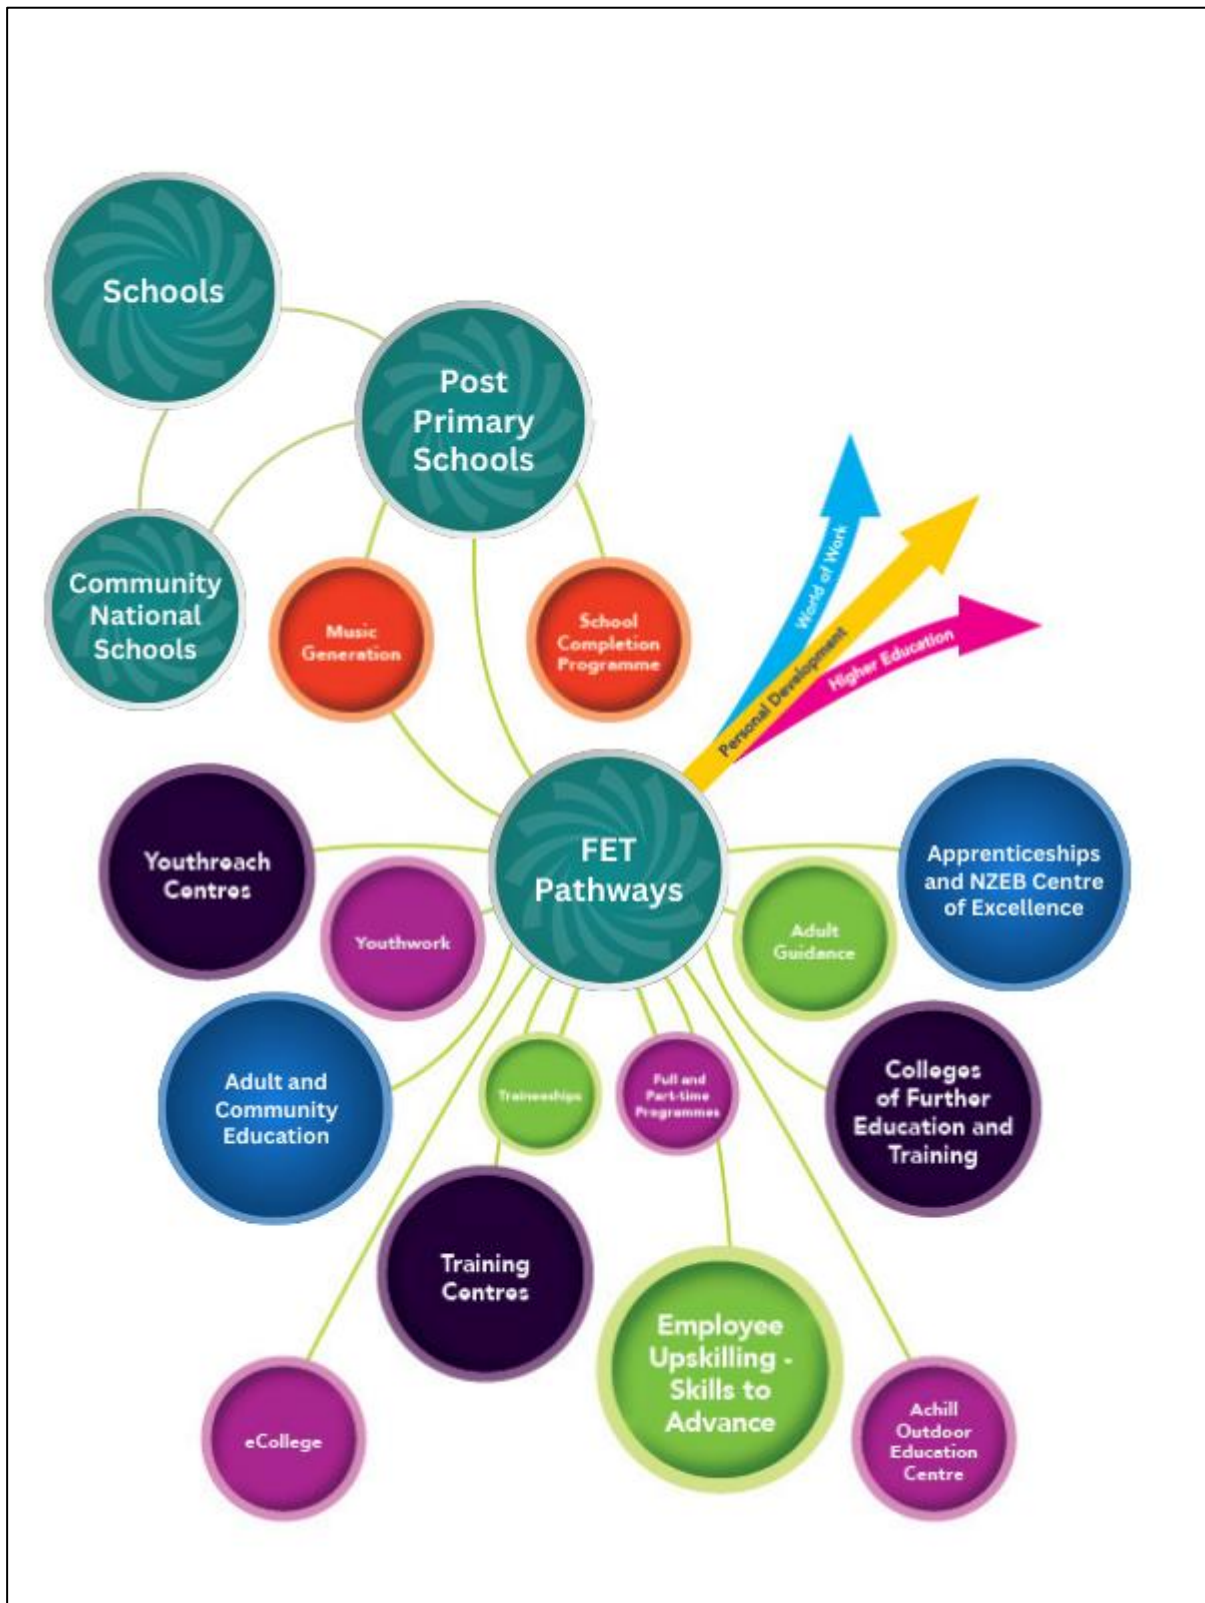 Schools
Post
Primary
Schools
Community
National
Schools
Music
Generation
School
Completion
Programme
World of Work
Personal Development
Higher Education
FET
Pathways
Youthreach
Centres
Youthwork
Adult
Guidance
Apprenticeships
and NZEB Centre
of Excellence
Adult and
Community
Education
Traineeships
Full and
Part-time
Programmes
Colleges
of Further
Education and
Training
Training
Centres
Employee
Upskilling -
Skills to
Advance
eCollege
Achill
Outdoor
Education
Centre